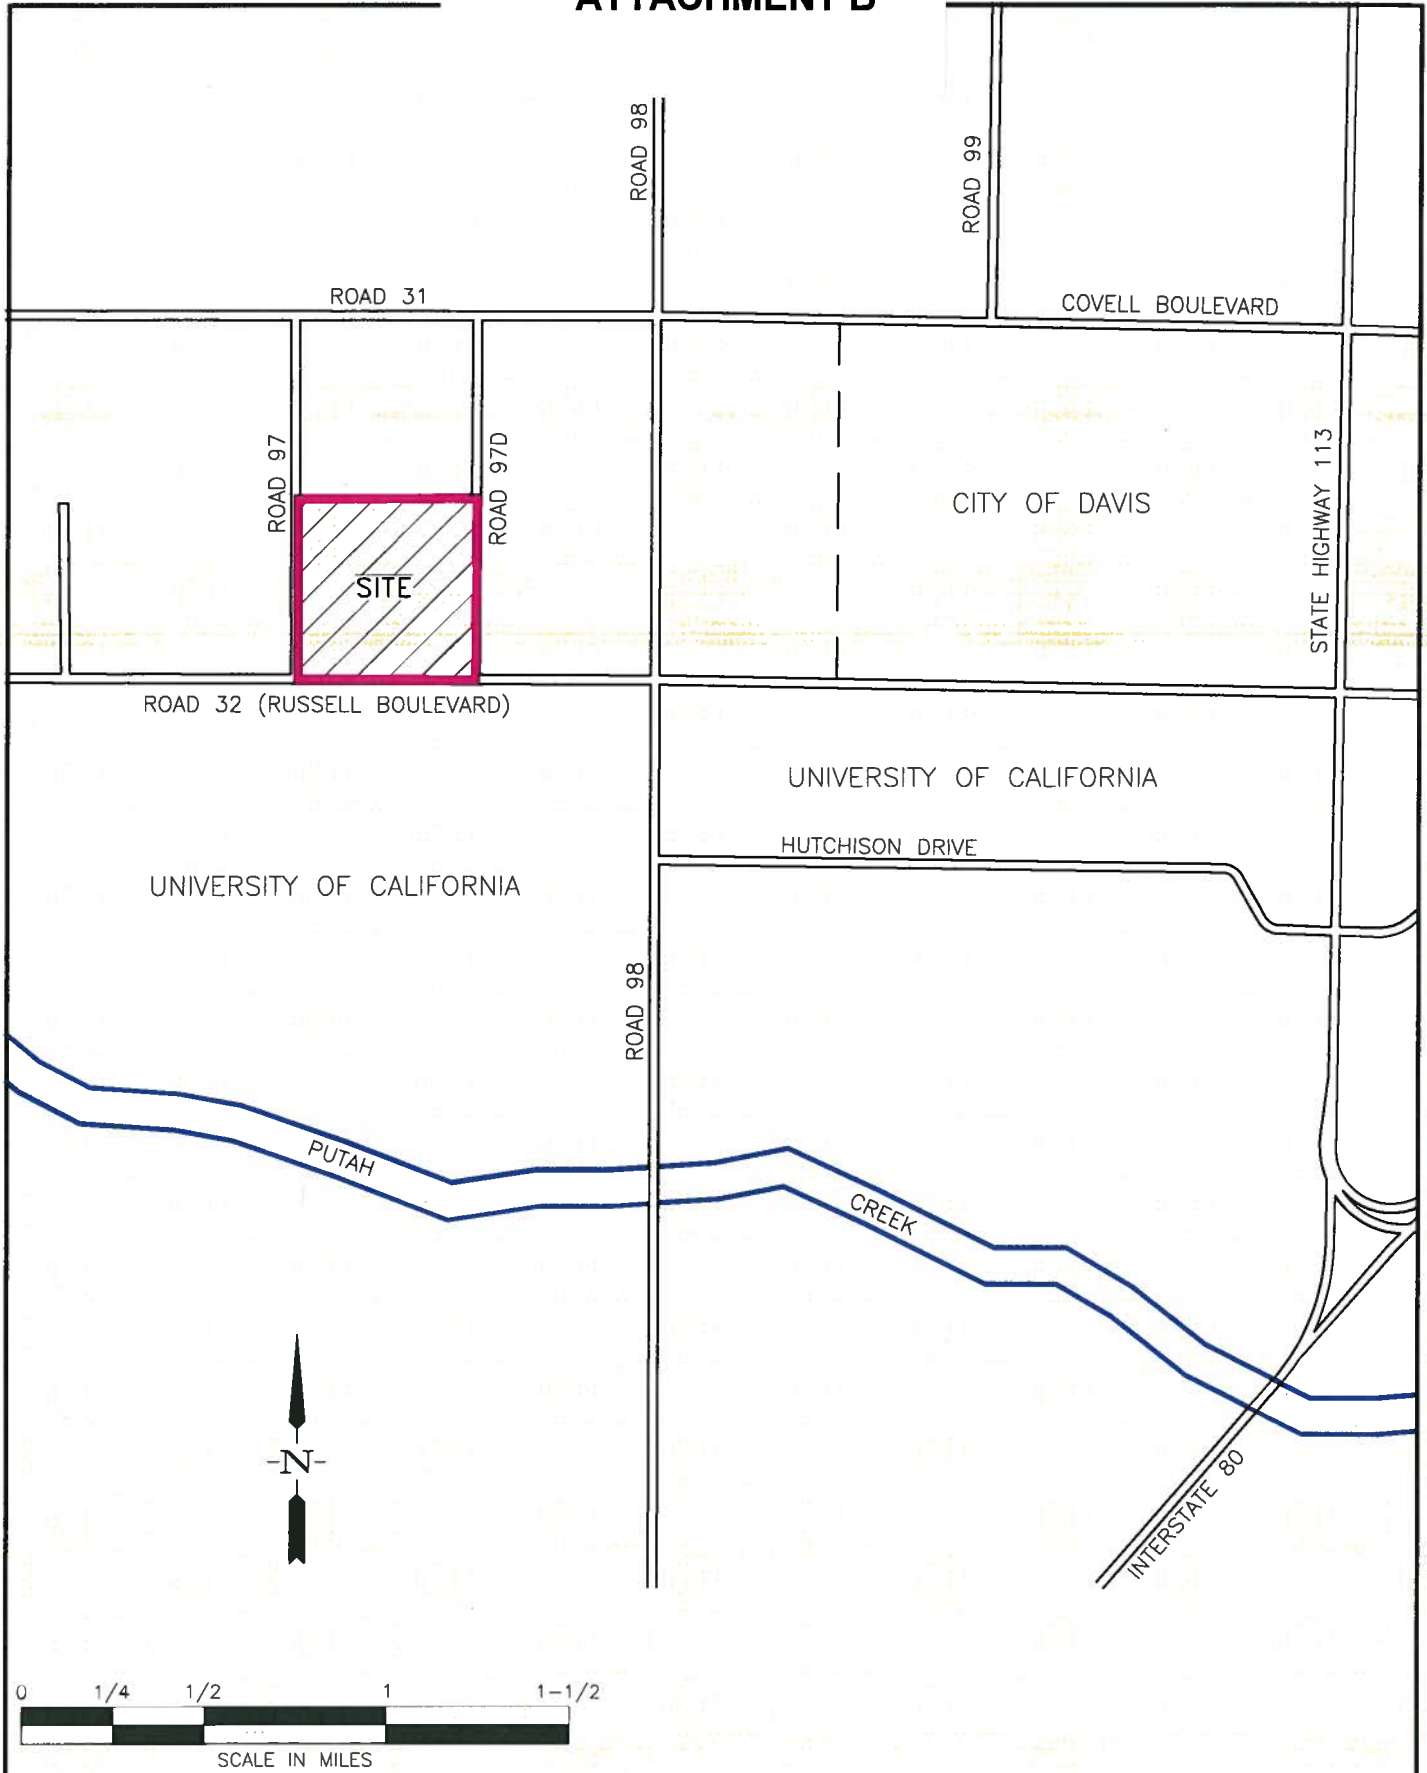 ATTACHMENT B
ROAD 98
ROAD 99
ROAD 31
COVELL BOULEVARD
ROAD 97
ROAD 97D
STATE HIGHWAY 113
CITY OF DAVIS
SITE
ROAD 32 (RUSSELL BOULEVARD)
UNIVERSITY OF CALIFORNIA
HUTCHISON DRIVE
UNIVERSITY OF CALIFORNIA
ROAD 98
PUTAH
CREEK
-N-
INTERSTATE 80
0 1/4 1/2 1 1-1/2
SCALE IN MILES